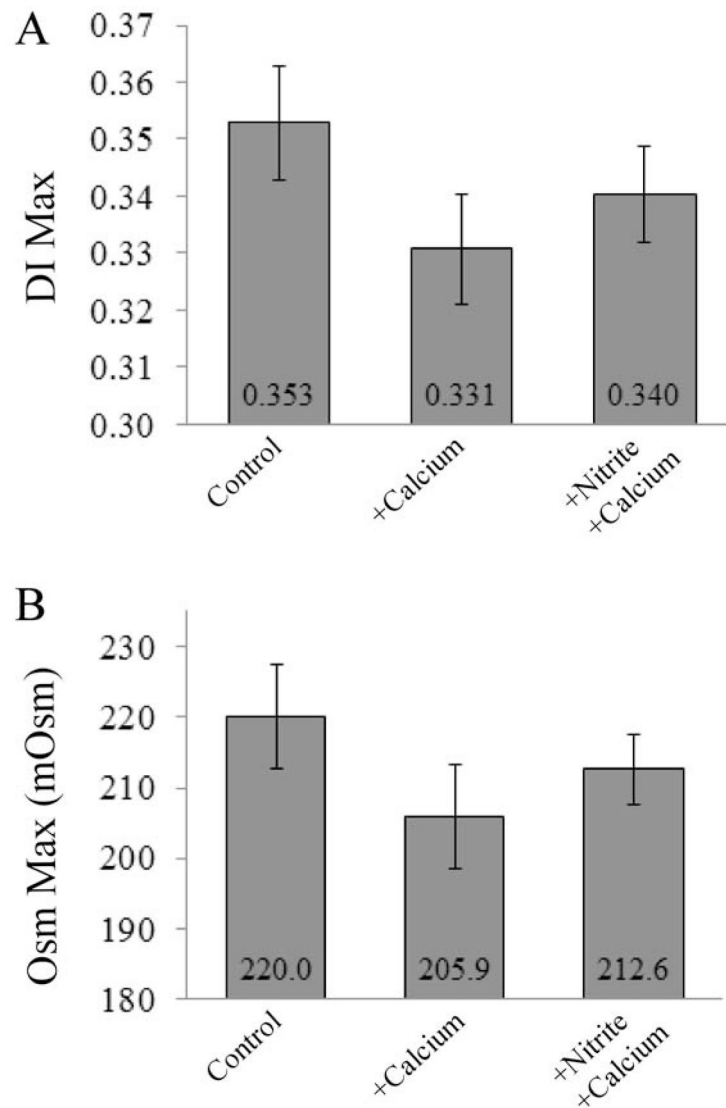 A
DI Max
0.37
0.36
0.35
0.34
0.33
0.32
0.31
0.30
0.353
0.331
0.340
Control
+Calcium
+Nitrite
+Calcium
B
Osm Max (mOsm)
230
220
210
200
190
180
220.0
205.9
212.6
Control
+Calcium
+Nitrite
+Calcium